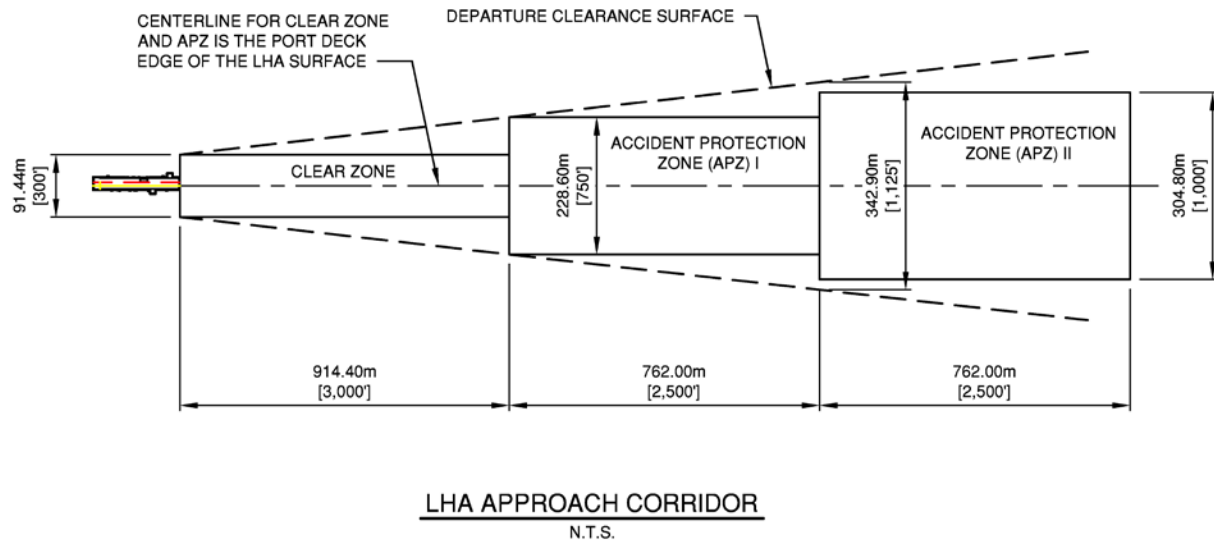 CENTERLINE FOR CLEAR ZONE
AND APZ IS THE PORT DECK
EDGE OF THE LHA SURFACE
DEPARTURE CLEARANCE SURFACE
91.44m
[300']
CLEAR ZONE
228.60m
[750']
ACCIDENT PROTECTION
ZONE (APZ) I
342.90m
[1,125']
ACCIDENT PROTECTION
ZONE (APZ) II
304.80m
[1,000']
914.40m
[3,000']
762.00m
[2,500']
762.00m
[2,500']
LHA APPROACH CORRIDOR
N.T.S.